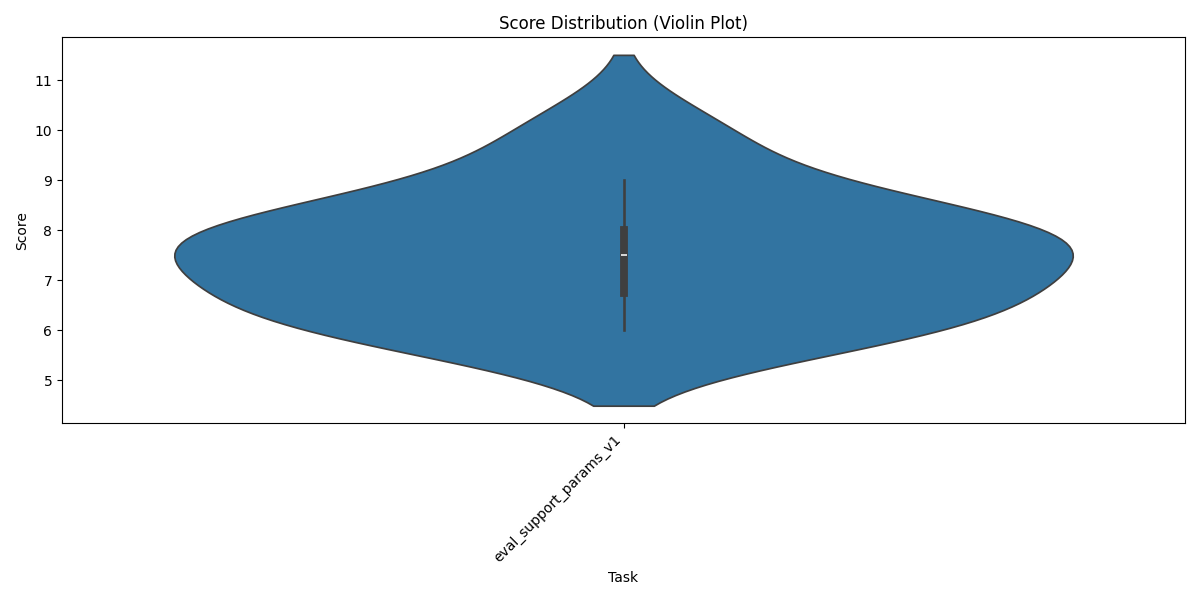 Score Distribution (Violin Plot)
11
10
9
8
7
6
5
Score
eval_support_params_v1
Task